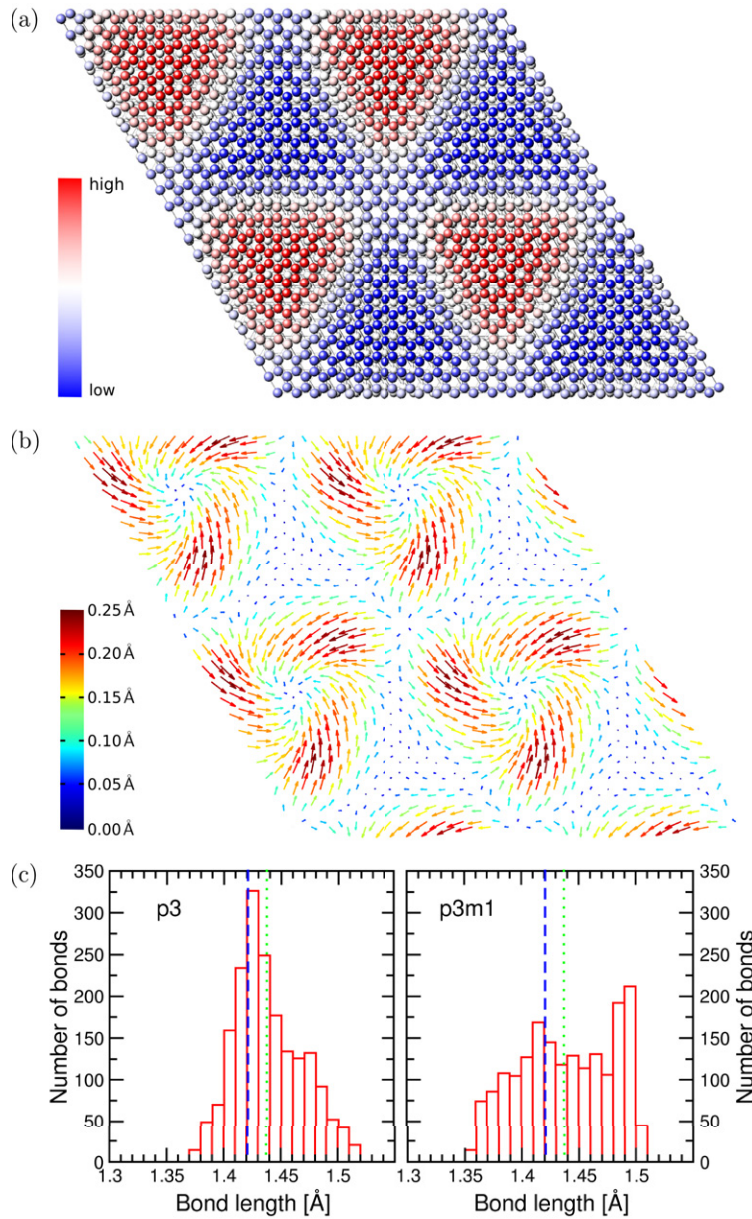 (a)
high
low
(b)
0.25 Å
0.20 Å
0.15 Å
0.10 Å
0.05 Å
0.00 Å
(c)
350
300
250
200
150
100
50
0
Number of bonds
p3
p3m1
350
300
250
200
150
100
50
0
Number of bonds
1.3
1.35
1.4
1.45
1.5
1.3
1.35
1.4
1.45
1.5
Bond length [Å]
Bond length [Å]